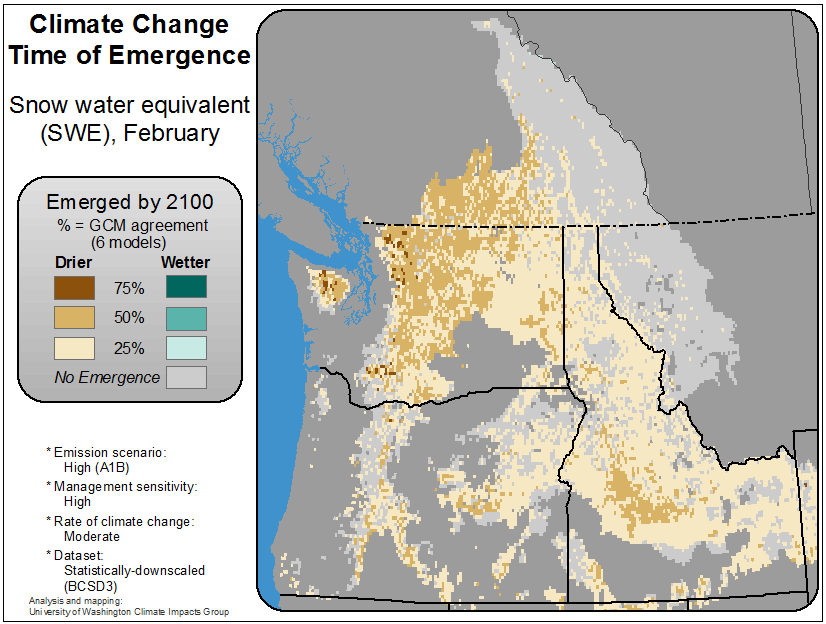 Climate Change
Time of Emergence
Snow water equivalent
(SWE), February
Emerged by 2100
% = GCM agreement
(6 models)
Drier Wetter
75%
50%
25%
No Emergence
* Emission scenario:
High (A1B)
* Management sensitivity:
High
* Rate of climate change:
Moderate
* Dataset:
Statistically-downscaled
(BCSD3)
Analysis and mapping:
University of Washington Climate Impacts Group